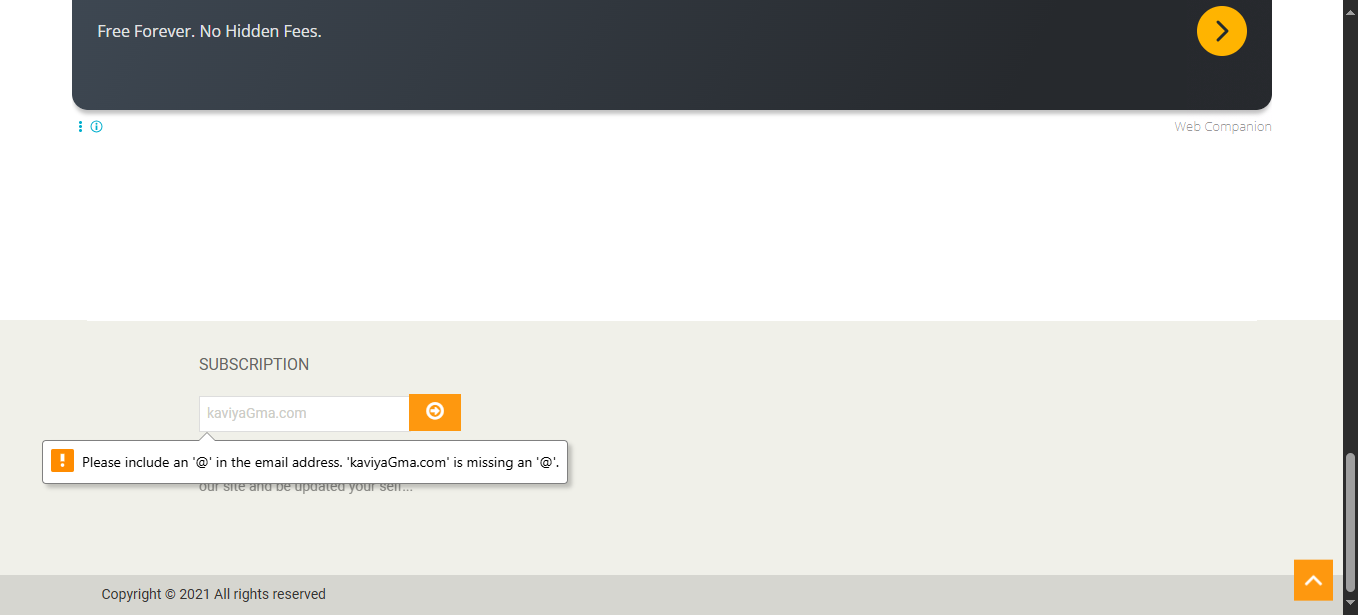 Free Forever. No Hidden Fees.
Web Companion
SUBSCRIPTION
kaviyaGma.com
Please include an '@' in the email address. 'kaviyaGma.com' is missing an '@'.
our site and be updated your self...
Copyright © 2021 All rights reserved